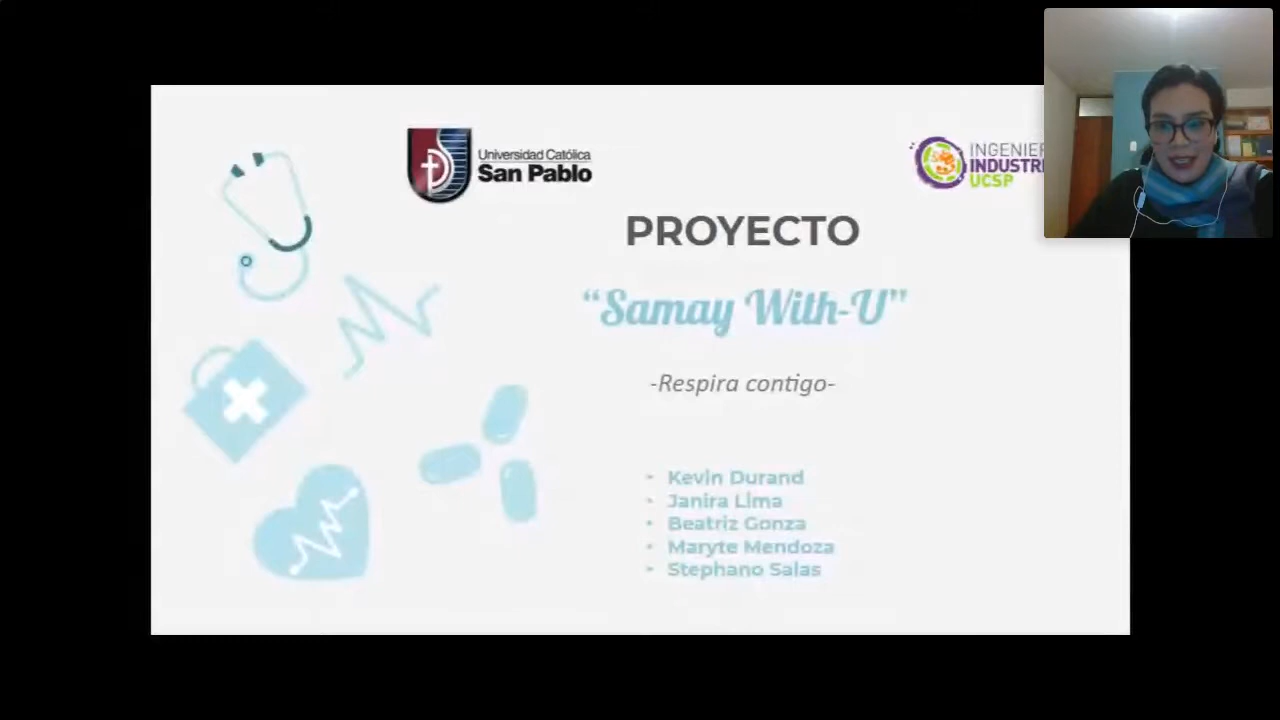 Universidad Católica
San Pablo
INGENIER
INDUSTRI
UCSP
PROYECTO
“Samay With-U"
-Respira contigo-
- Kevin Durand
- Janira Lima
- Beatriz Gonza
- Maryte Mendoza
- Stephano Salas